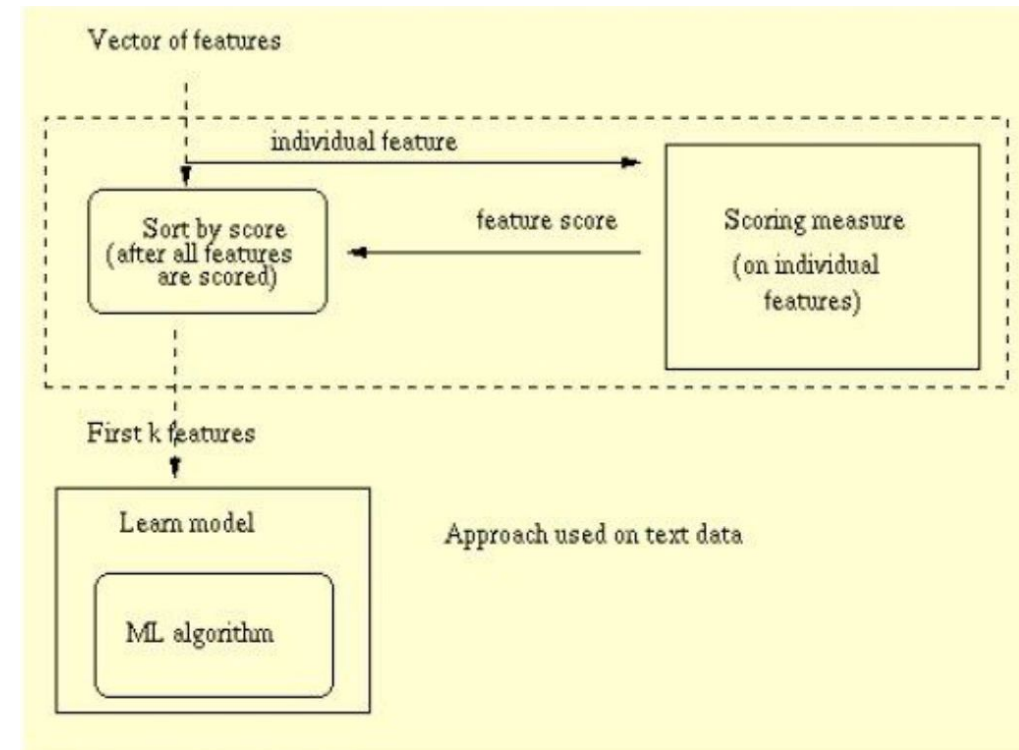 Vector of features
individual feature
Sort by score
(after all features
are scored)
feature score
Scoring measure
(on individual
features)
First k features
Learn model
ML algorithm
Approach used on text data